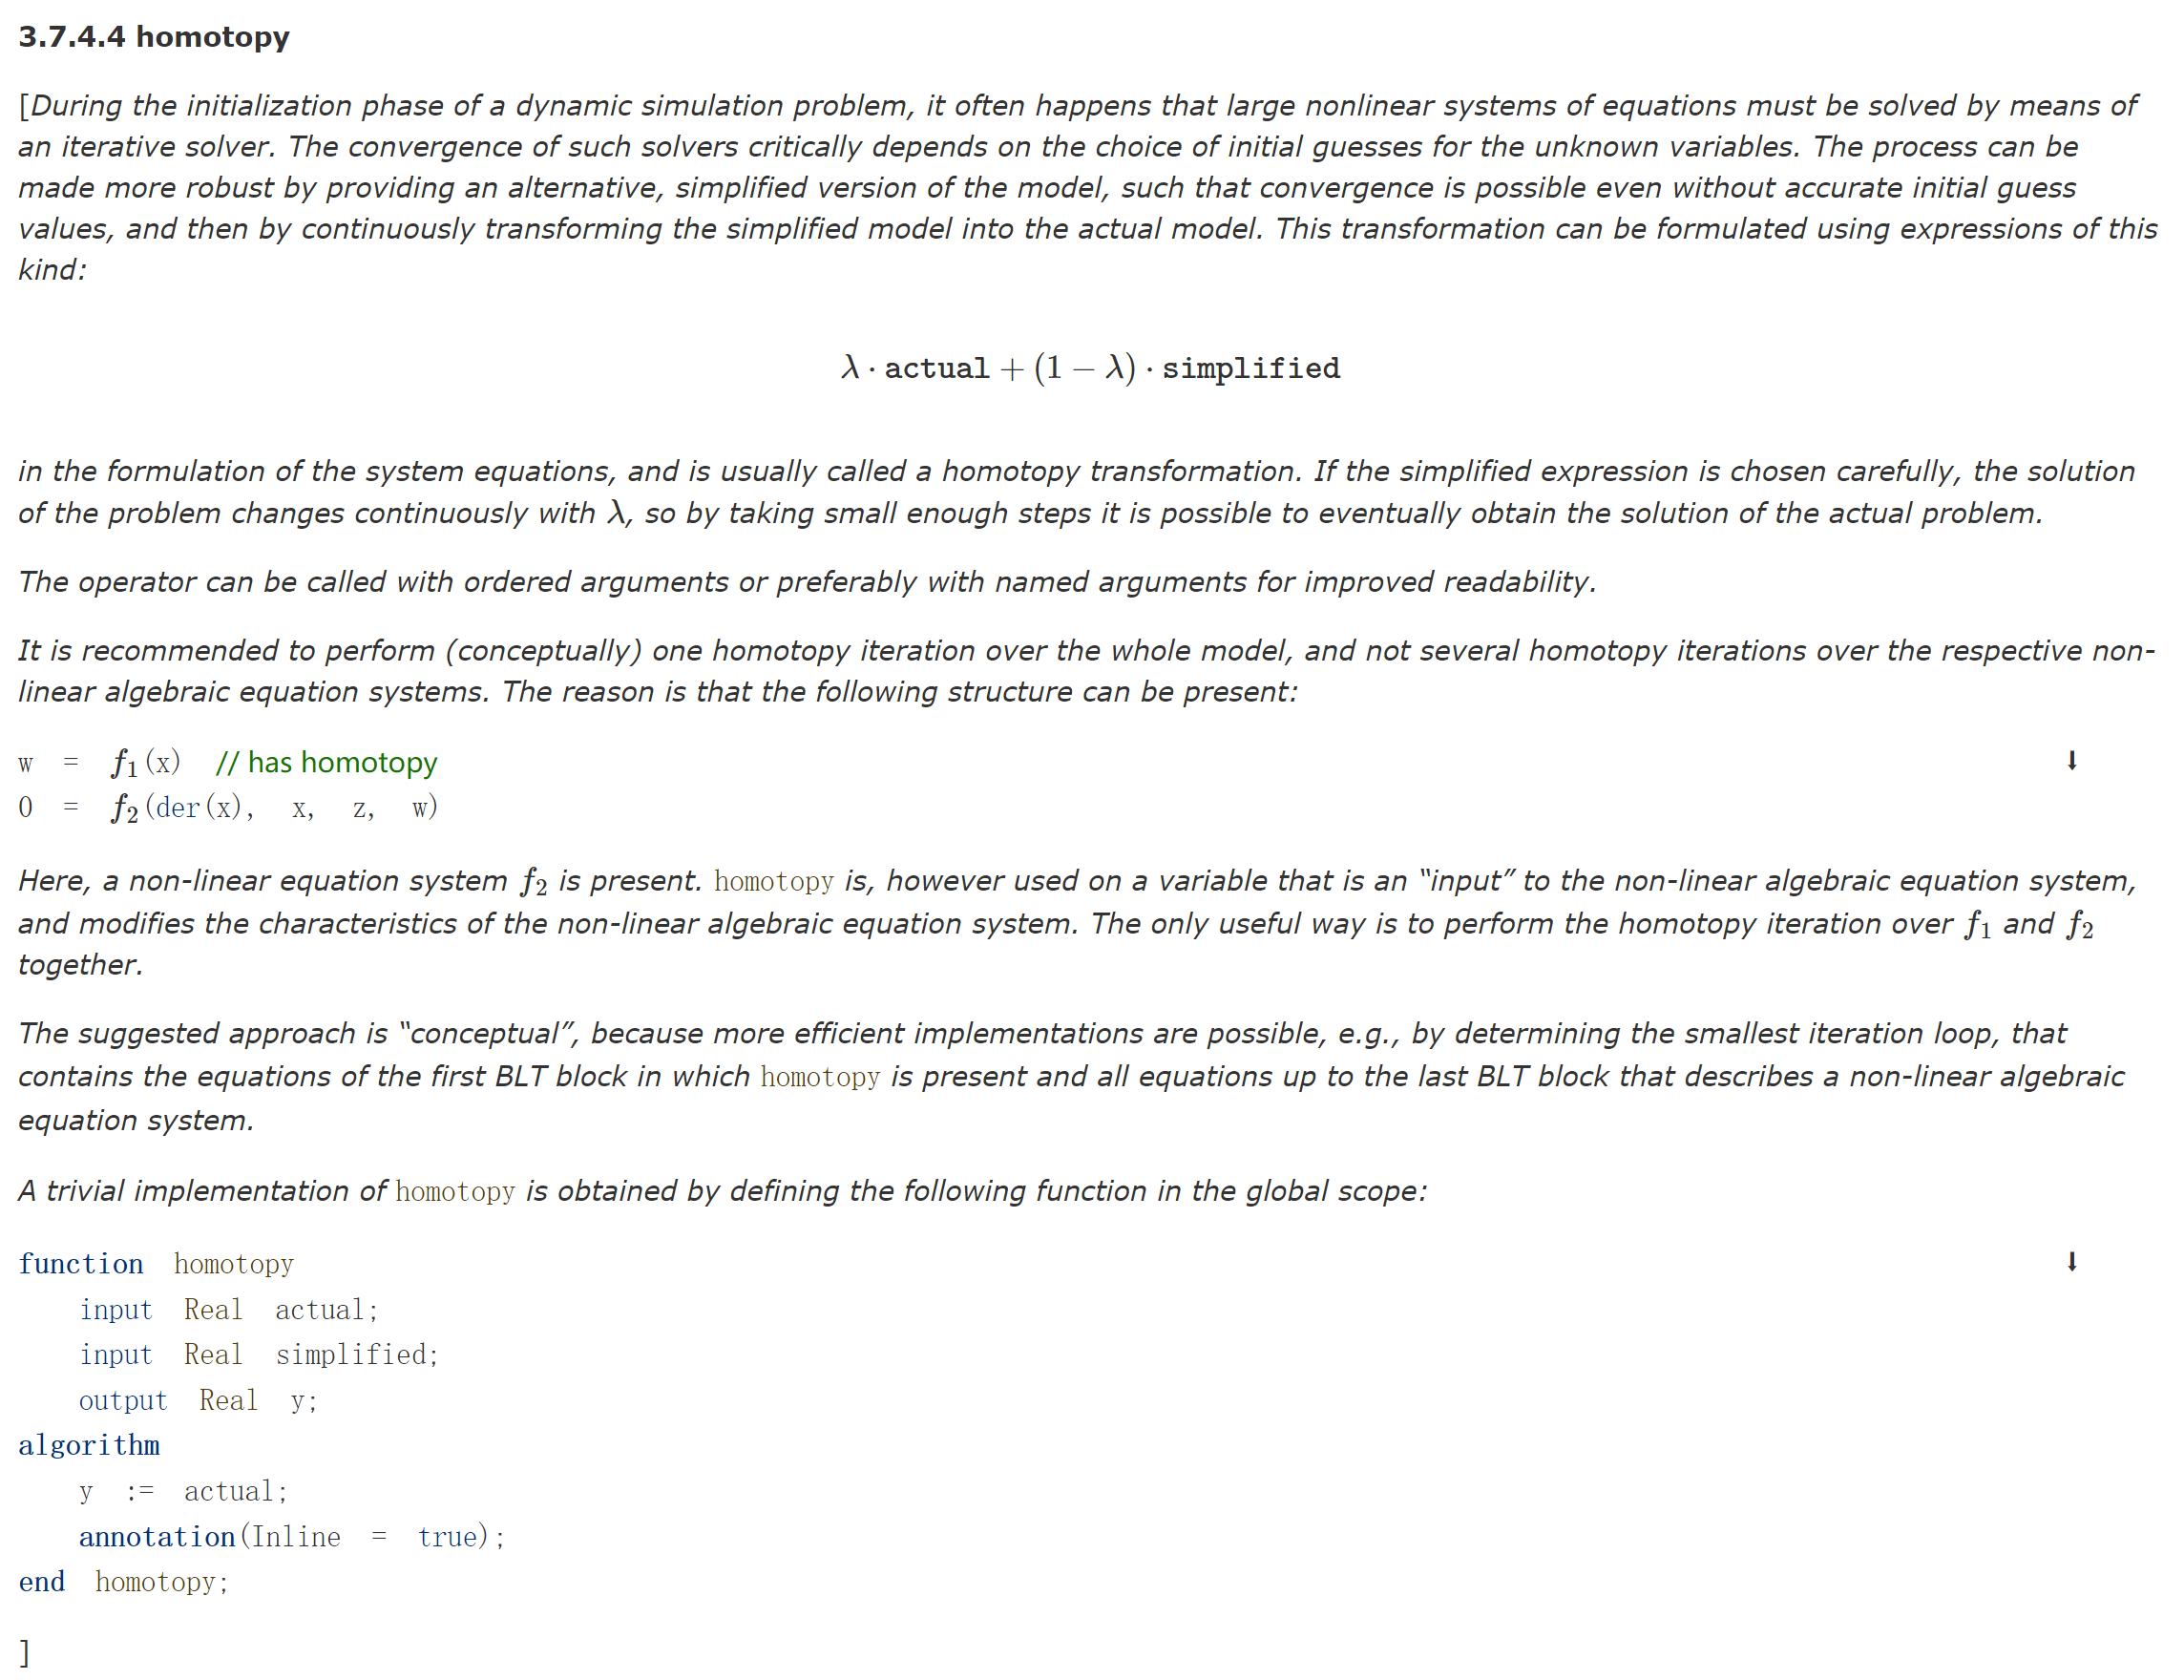 3.7.4.4 homotopy
[During the initialization phase of a dynamic simulation problem, it often happens that large nonlinear systems of equations must be solved by means of
an iterative solver. The convergence of such solvers critically depends on the choice of initial guesses for the unknown variables. The process can be
made more robust by providing an alternative, simplified version of the model, such that convergence is possible even without accurate initial guess
values, and then by continuously transforming the simplified model into the actual model. This transformation can be formulated using expressions of this
kind:
λ · actual + (1 − λ) · simplified
in the formulation of the system equations, and is usually called a homotopy transformation. If the simplified expression is chosen carefully, the solution
of the problem changes continuously with λ, so by taking small enough steps it is possible to eventually obtain the solution of the actual problem.
The operator can be called with ordered arguments or preferably with named arguments for improved readability.
It is recommended to perform (conceptually) one homotopy iteration over the whole model, and not several homotopy iterations over the respective non-
linear algebraic equation systems. The reason is that the following structure can be present:
w = f₁(x) // has homotopy ⬇
0 = f₂(der(x), x, z, w)
Here, a non-linear equation system f₂ is present. homotopy is, however used on a variable that is an “input” to the non-linear algebraic equation system,
and modifies the characteristics of the non-linear algebraic equation system. The only useful way is to perform the homotopy iteration over f₁ and f₂
together.
The suggested approach is “conceptual”, because more efficient implementations are possible, e.g., by determining the smallest iteration loop, that
contains the equations of the first BLT block in which homotopy is present and all equations up to the last BLT block that describes a non-linear algebraic
equation system.
A trivial implementation of homotopy is obtained by defining the following function in the global scope:
function homotopy ⬇
input Real actual;
input Real simplified;
output Real y;
algorithm
y := actual;
annotation(Inline = true);
end homotopy;
]